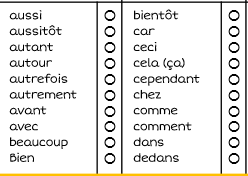 aussi
aussitôt
autant
autour
autrefois
autrement
avant
avec
beaucoup
Bien
bientôt
car
ceci
cela (ça)
cependant
chez
comme
comment
dans
dedans